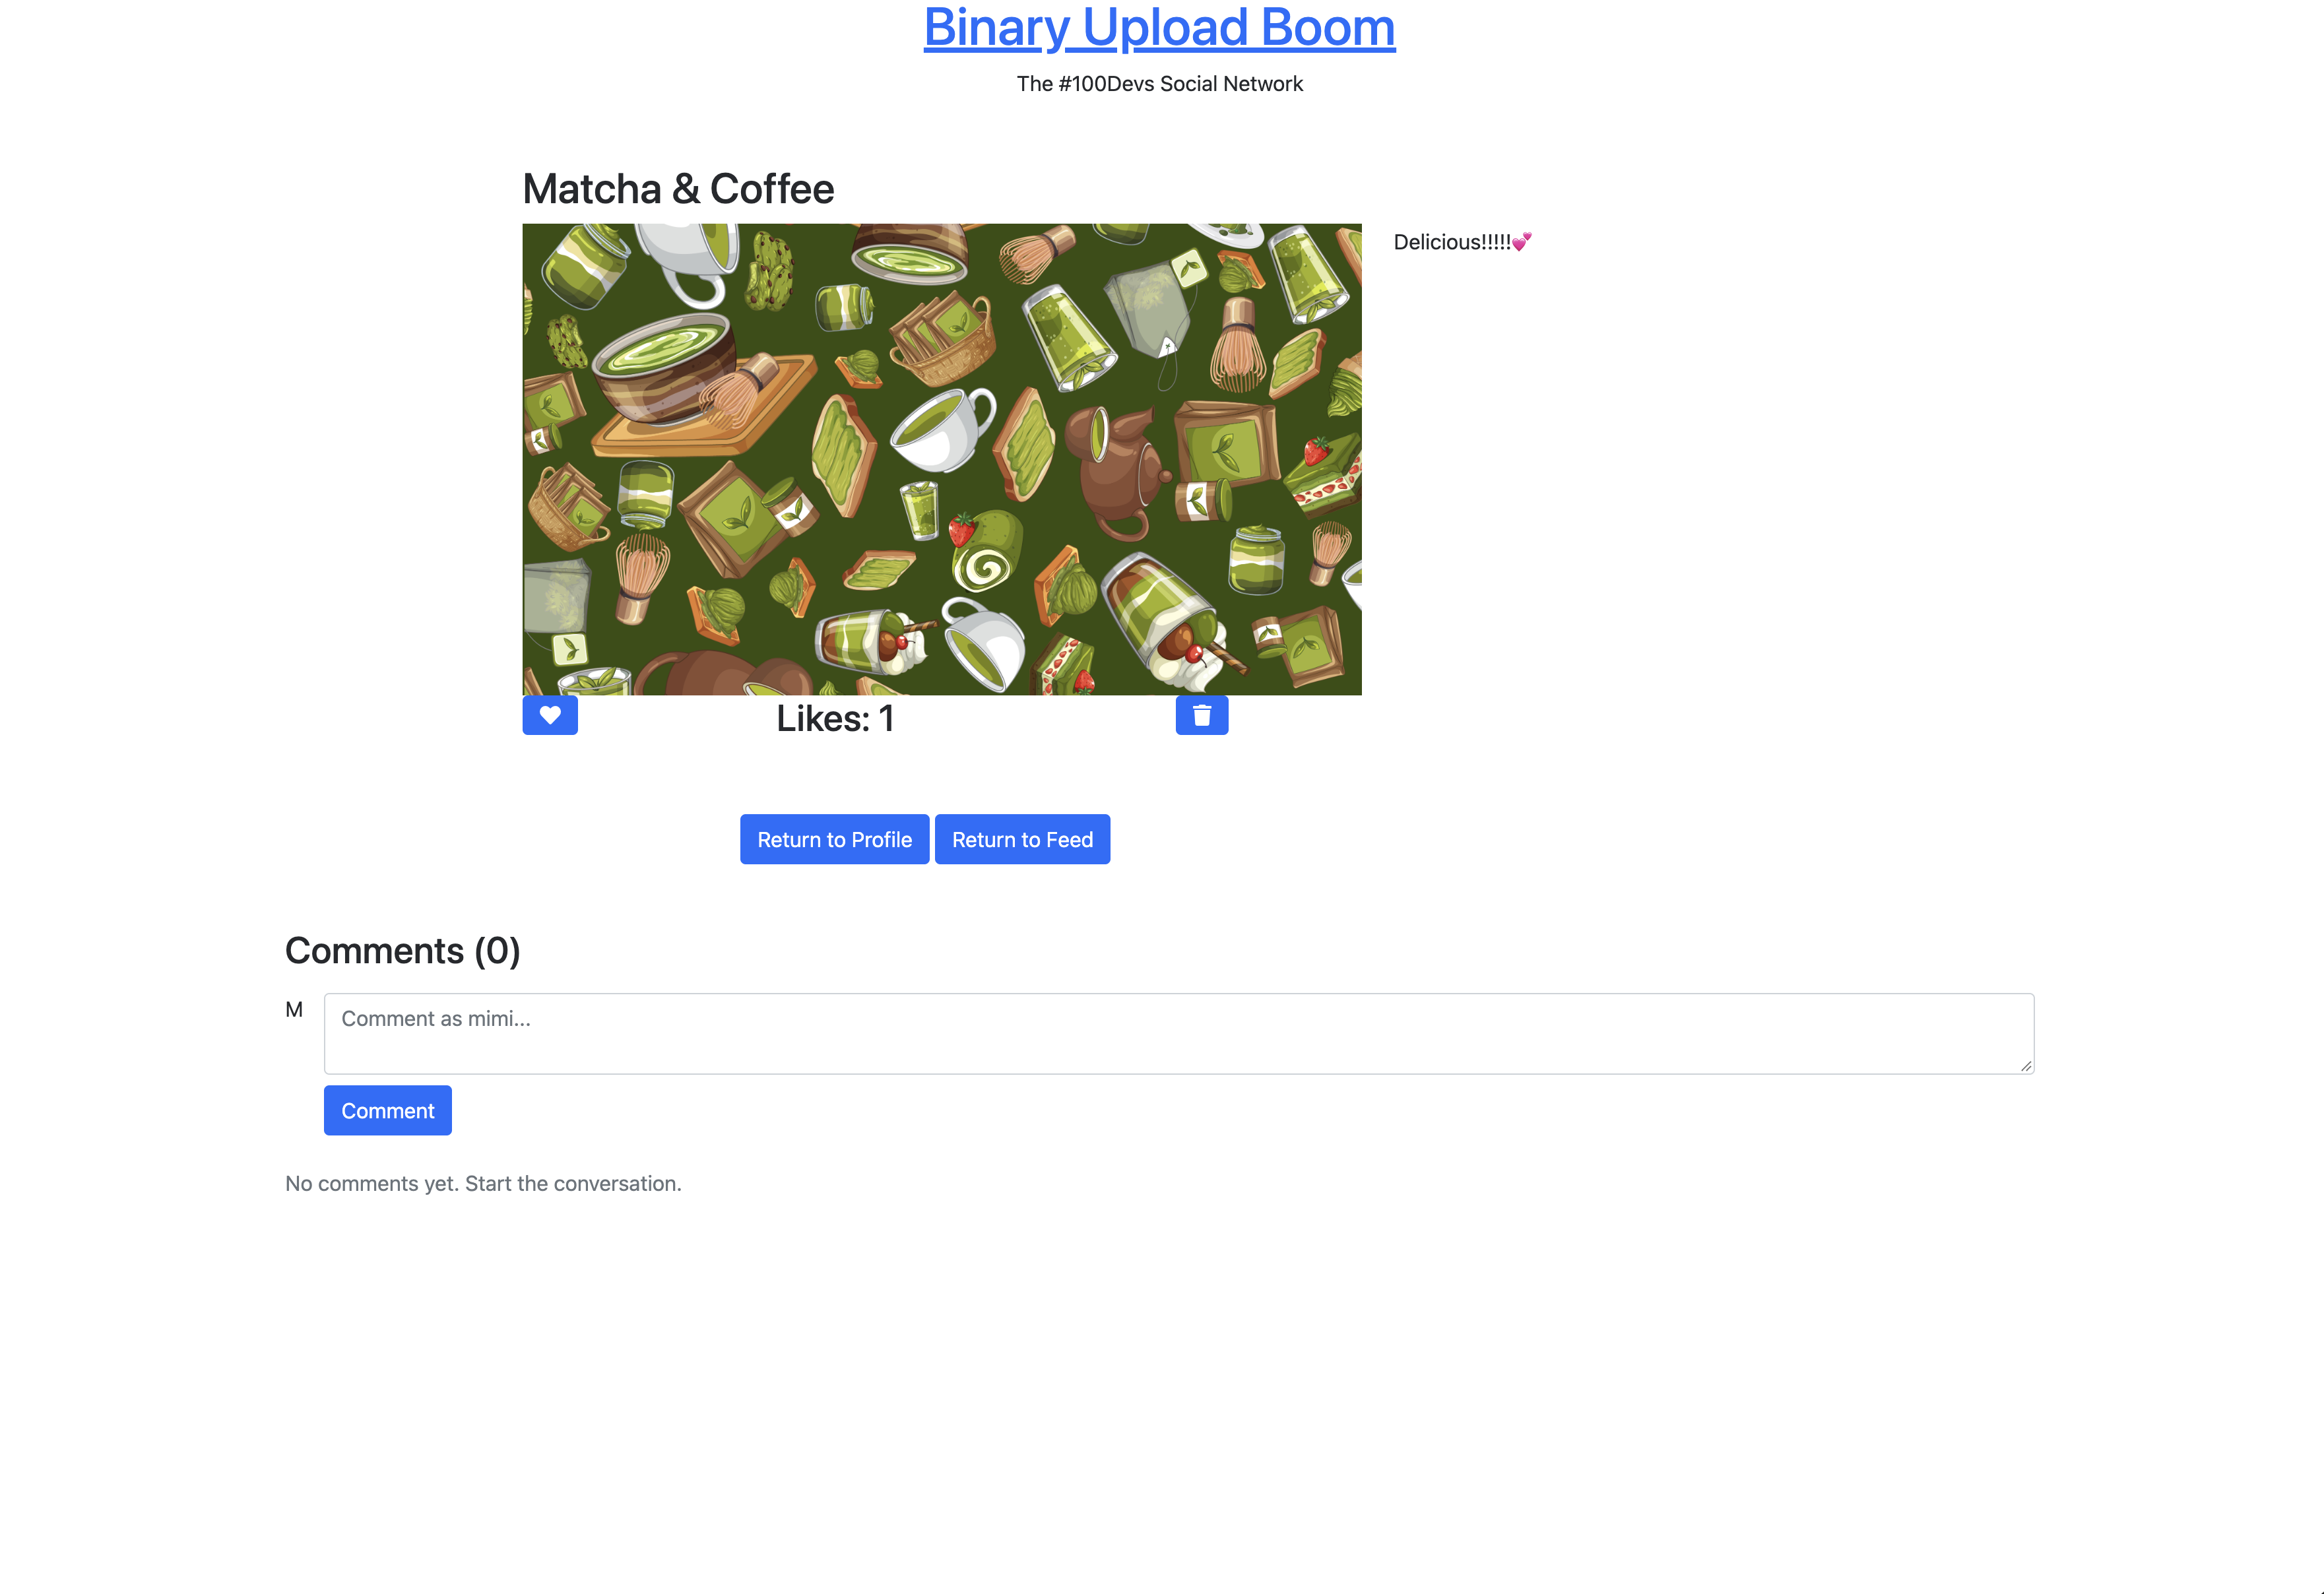 Binary Upload Boom
The #100Devs Social Network
Matcha & Coffee
Delicious!!!!!💕
Likes: 1
Return to Profile
Return to Feed
Comments (0)
M
Comment as mimi...
Comment
No comments yet. Start the conversation.